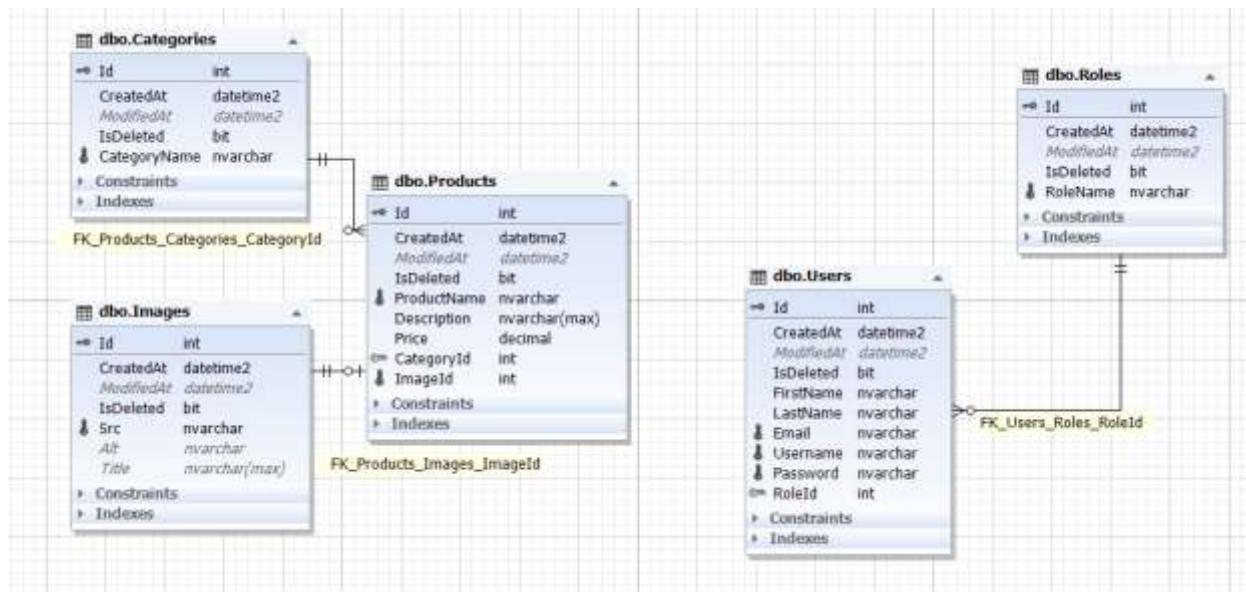 dbo.Categories
Id int
CreatedAt datetime2
ModifiedAt datetime2
IsDeleted bit
CategoryName nvarchar
Constraints
Indexes
FK_Products_Categories_CategoryId
dbo.Images
Id int
CreatedAt datetime2
ModifiedAt datetime2
IsDeleted bit
Src nvarchar
Alt nvarchar
Title nvarchar(max)
Constraints
Indexes
dbo.Products
Id int
CreatedAt datetime2
ModifiedAt datetime2
IsDeleted bit
ProductName nvarchar
Description nvarchar(max)
Price decimal
CategoryId int
ImageId int
Constraints
Indexes
FK_Products_Images_ImageId
dbo.Users
Id int
CreatedAt datetime2
ModifiedAt datetime2
IsDeleted bit
FirstName nvarchar
LastName nvarchar
Email nvarchar
Username nvarchar
Password nvarchar
RoleId int
Constraints
Indexes
dbo.Roles
Id int
CreatedAt datetime2
ModifiedAt datetime2
IsDeleted bit
RoleName nvarchar
Constraints
Indexes
FK_Users_Roles_RoleId